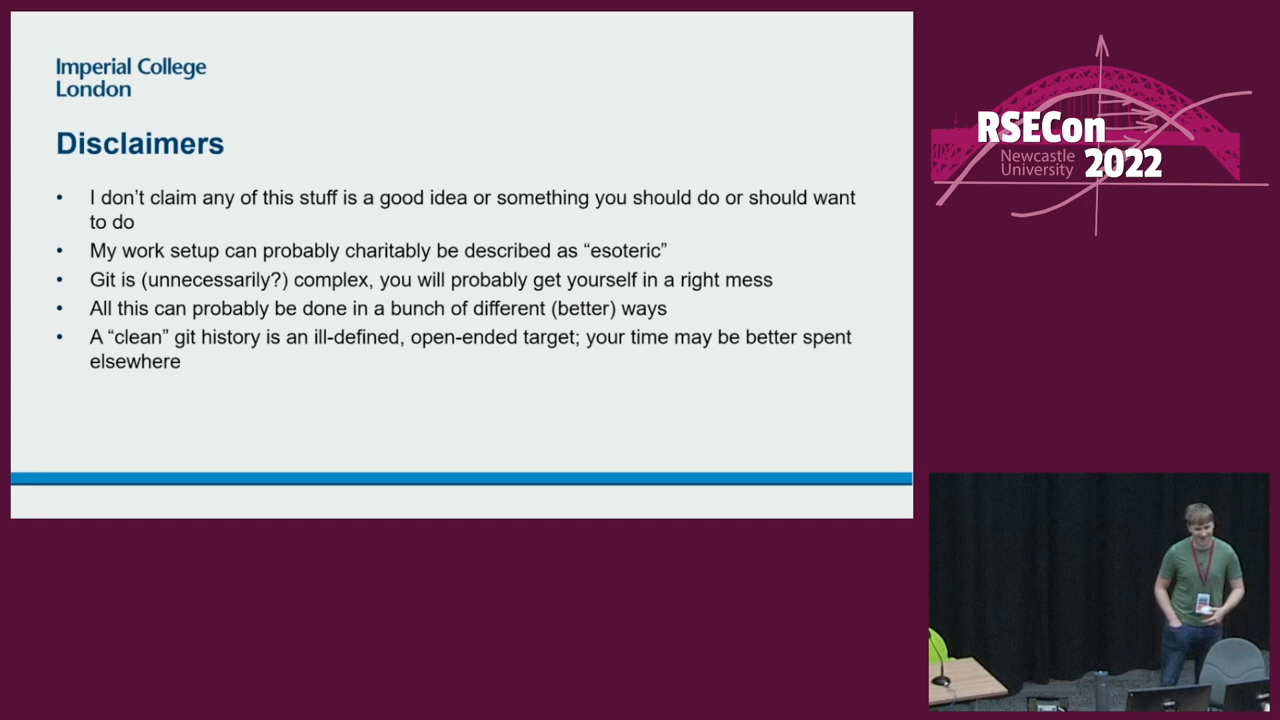 Imperial College
London
Disclaimers
• I don’t claim any of this stuff is a good idea or something you should do or should want
to do
• My work setup can probably charitably be described as “esoteric”
• Git is (unnecessarily?) complex, you will probably get yourself in a right mess
• All this can probably be done in a bunch of different (better) ways
• A “clean” git history is an ill-defined, open-ended target; your time may be better spent
elsewhere
RSECon
Newcastle
University 2022